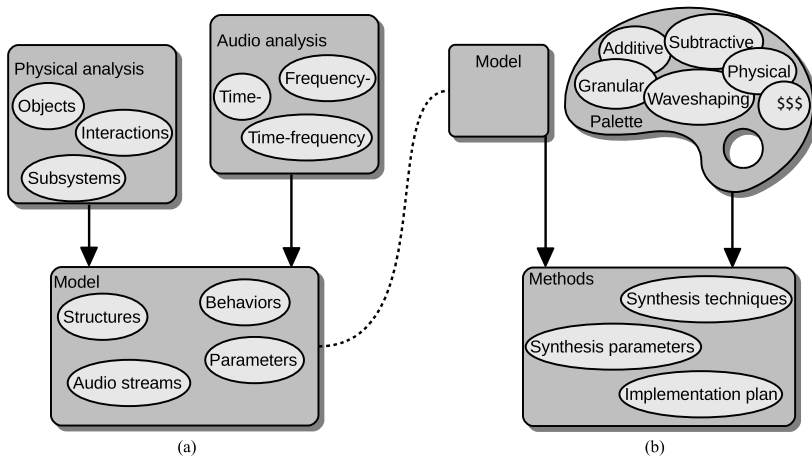 Physical analysis
Objects
Interactions
Subsystems
Audio analysis
Time-
Frequency-
Time-frequency
Model
Structures
Behaviors
Parameters
Audio streams
(a)
Model
Additive
Subtractive
Granular
Physical
Waveshaping
$$$
Palette
Methods
Synthesis techniques
Synthesis parameters
Implementation plan
(b)